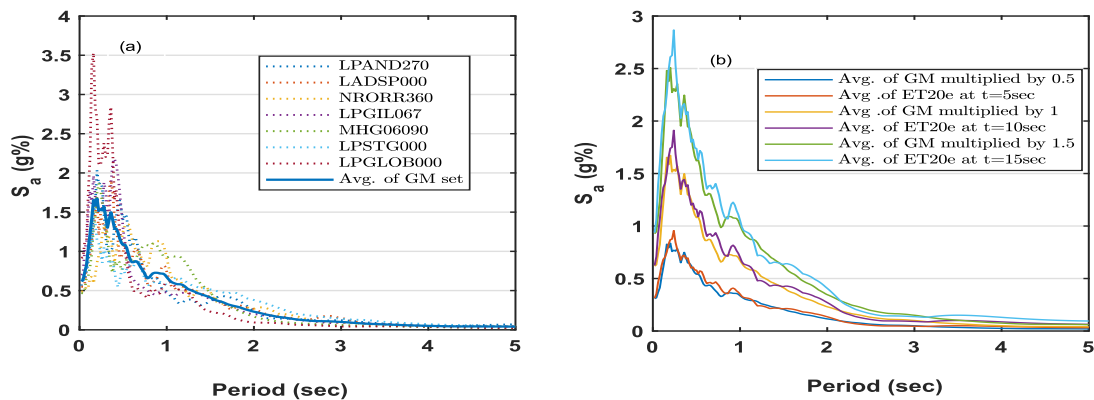 4
3.5
3
2.5
2
1.5
1
0.5
0
S_a (g%)
(a)
LPAND270
LADSP000
NRORR360
LPGIL067
MHG06090
LPSTG000
LPGLOB000
Avg. of GM set
0 1 2 3 4 5
Period (sec)
3
2.5
2
1.5
1
0.5
0
S_a (g%)
(b)
Avg. of GM multiplied by 0.5
Avg .of ET20e at t=5sec
Avg .of GM multiplied by 1
Avg. of ET20e at t=10sec
Avg. of GM multiplied by 1.5
Avg. of ET20e at t=15sec
0 1 2 3 4 5
Period (sec)